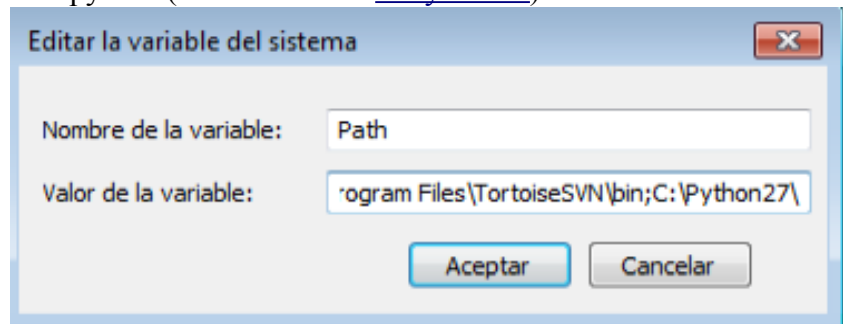 Editar la variable del sistema
Nombre de la variable: Path
Valor de la variable: rogram Files\TortoiseSVN\bin;C:\Python27\
Aceptar Cancelar